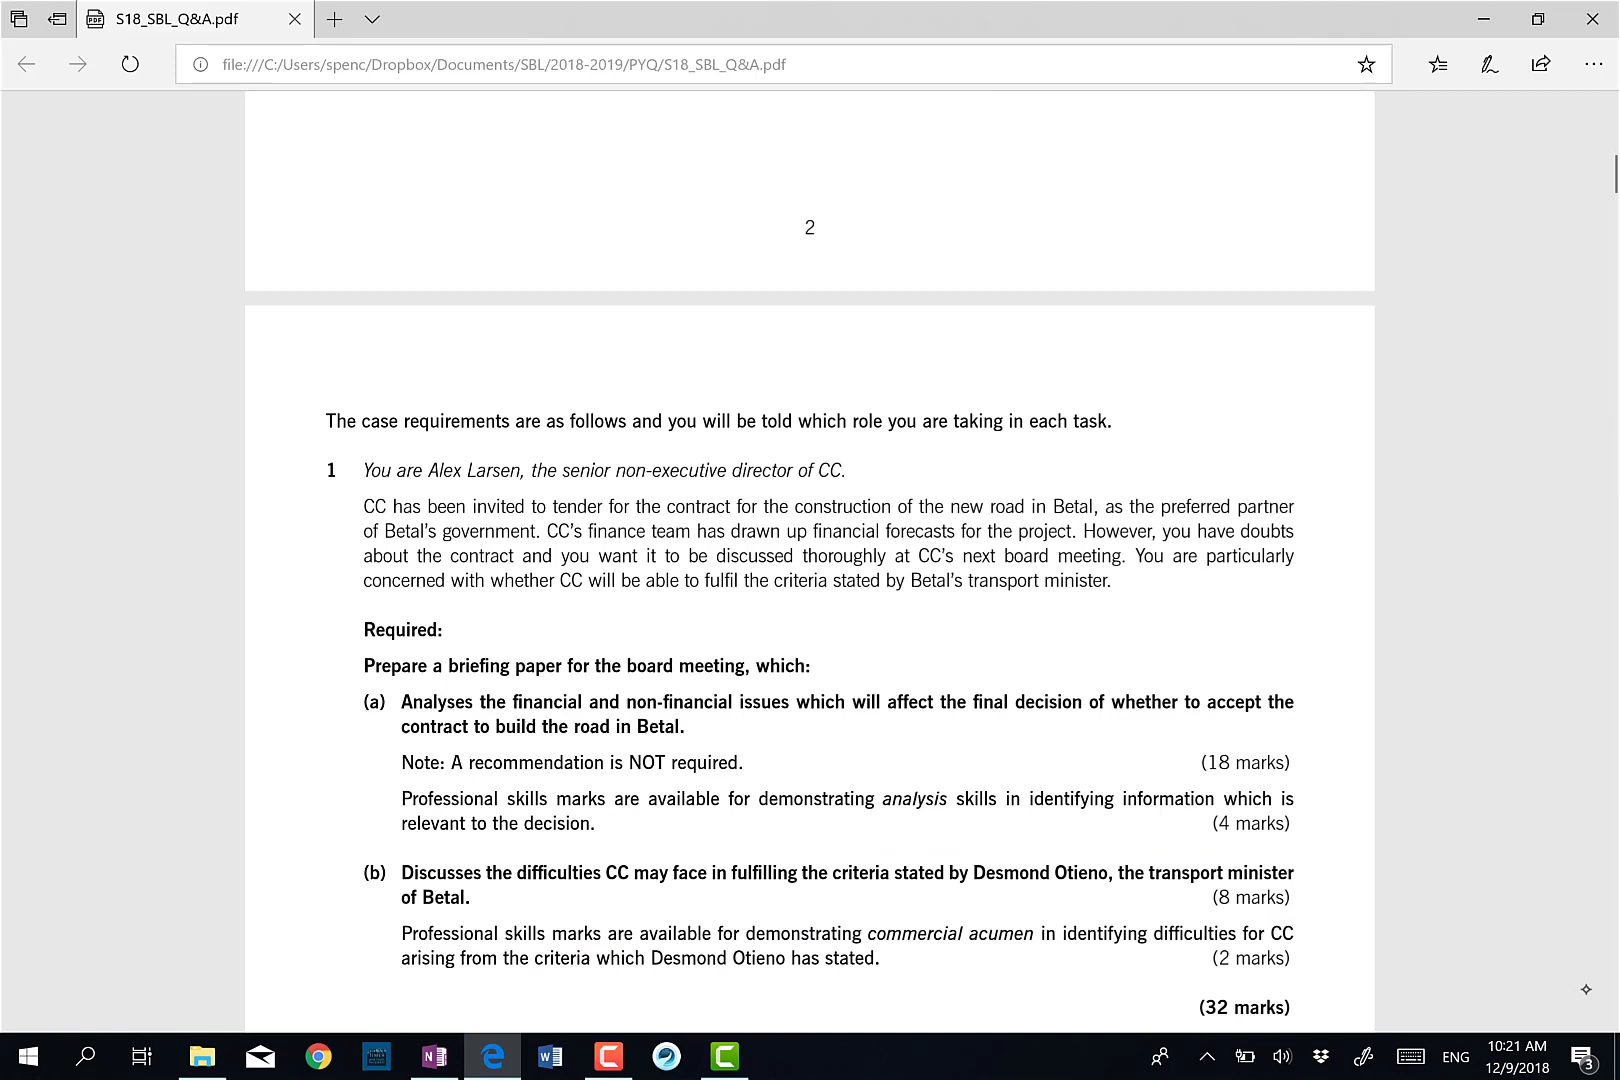 S18_SBL_Q&A.pdf
file:///C:/Users/spenc/Dropbox/Documents/SBL/2018-2019/PYQ/S18_SBL_Q&A.pdf
2
The case requirements are as follows and you will be told which role you are taking in each task.
1 You are Alex Larsen, the senior non-executive director of CC.
CC has been invited to tender for the contract for the construction of the new road in Betal, as the preferred partner
of Betal's government. CC's finance team has drawn up financial forecasts for the project. However, you have doubts
about the contract and you want it to be discussed thoroughly at CC's next board meeting. You are particularly
concerned with whether CC will be able to fulfil the criteria stated by Betal's transport minister.
Required:
Prepare a briefing paper for the board meeting, which:
(a) Analyses the financial and non-financial issues which will affect the final decision of whether to accept the
contract to build the road in Betal.
Note: A recommendation is NOT required. (18 marks)
Professional skills marks are available for demonstrating analysis skills in identifying information which is
relevant to the decision. (4 marks)
(b) Discusses the difficulties CC may face in fulfilling the criteria stated by Desmond Otieno, the transport minister
of Betal. (8 marks)
Professional skills marks are available for demonstrating commercial acumen in identifying difficulties for CC
arising from the criteria which Desmond Otieno has stated. (2 marks)
(32 marks)
ENG
10:21 AM
12/9/2018
3